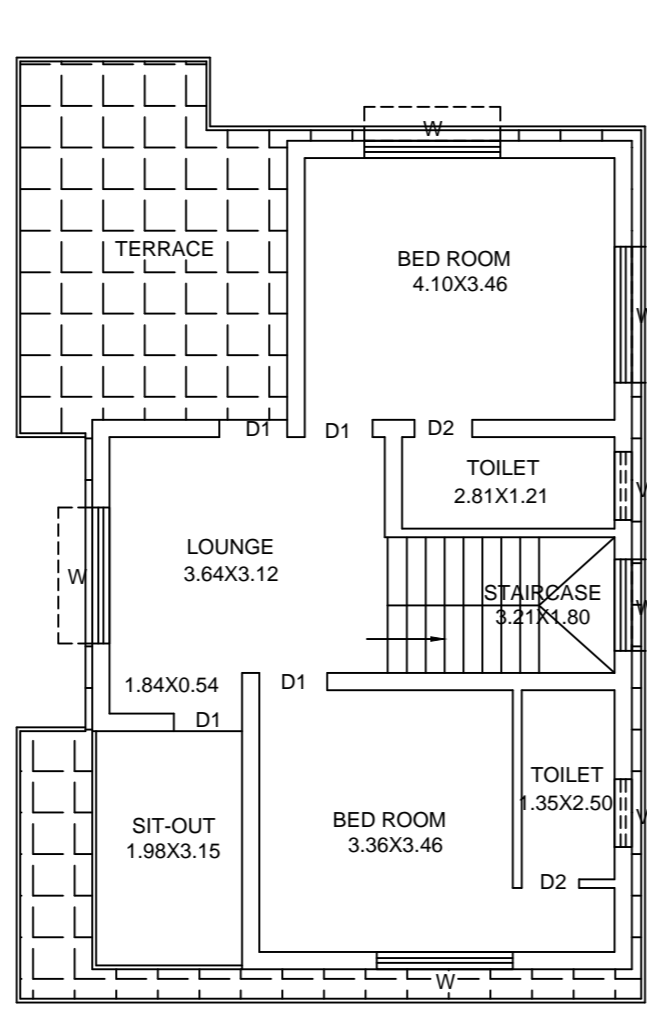 W
TERRACE
BED ROOM
4.10X3.46
W
D1
D1
D2
TOILET
2.81X1.21
V
LOUNGE
3.64X3.12
W
STAIRCASE
3.21X1.80
1.84X0.54
D1
D1
TOILET
1.35X2.50
V
SIT-OUT
1.98X3.15
BED ROOM
3.36X3.46
D2
W